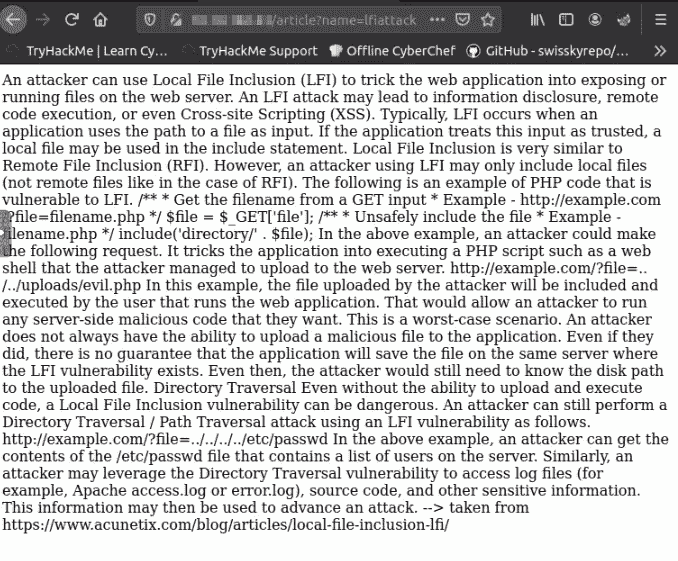 /article?name=lfiattack
TryHackMe | Learn Cy... TryHackMe Support Offline CyberChef GitHub - swisskyrepo/...
An attacker can use Local File Inclusion (LFI) to trick the web application into exposing or
running files on the web server. An LFI attack may lead to information disclosure, remote
code execution, or even Cross-site Scripting (XSS). Typically, LFI occurs when an
application uses the path to a file as input. If the application treats this input as trusted, a
local file may be used in the include statement. Local File Inclusion is very similar to
Remote File Inclusion (RFI). However, an attacker using LFI may only include local files
(not remote files like in the case of RFI). The following is an example of PHP code that is
vulnerable to LFI. /** * Get the filename from a GET input * Example - http://example.com
/?file=filename.php */ $file = $_GET['file']; /** * Unsafely include the file * Example -
filename.php */ include('directory/' . $file); In the above example, an attacker could make
the following request. It tricks the application into executing a PHP script such as a web
shell that the attacker managed to upload to the web server. http://example.com/?file=..
/../uploads/evil.php In this example, the file uploaded by the attacker will be included and
executed by the user that runs the web application. That would allow an attacker to run
any server-side malicious code that they want. This is a worst-case scenario. An attacker
does not always have the ability to upload a malicious file to the application. Even if they
did, there is no guarantee that the application will save the file on the same server where
the LFI vulnerability exists. Even then, the attacker would still need to know the disk path
to the uploaded file. Directory Traversal Even without the ability to upload and execute
code, a Local File Inclusion vulnerability can be dangerous. An attacker can still perform a
Directory Traversal / Path Traversal attack using an LFI vulnerability as follows.
http://example.com/?file=../../../../etc/passwd In the above example, an attacker can get the
contents of the /etc/passwd file that contains a list of users on the server. Similarly, an
attacker may leverage the Directory Traversal vulnerability to access log files (for
example, Apache access.log or error.log), source code, and other sensitive information.
This information may then be used to advance an attack. --> taken from
https://www.acunetix.com/blog/articles/local-file-inclusion-lfi/